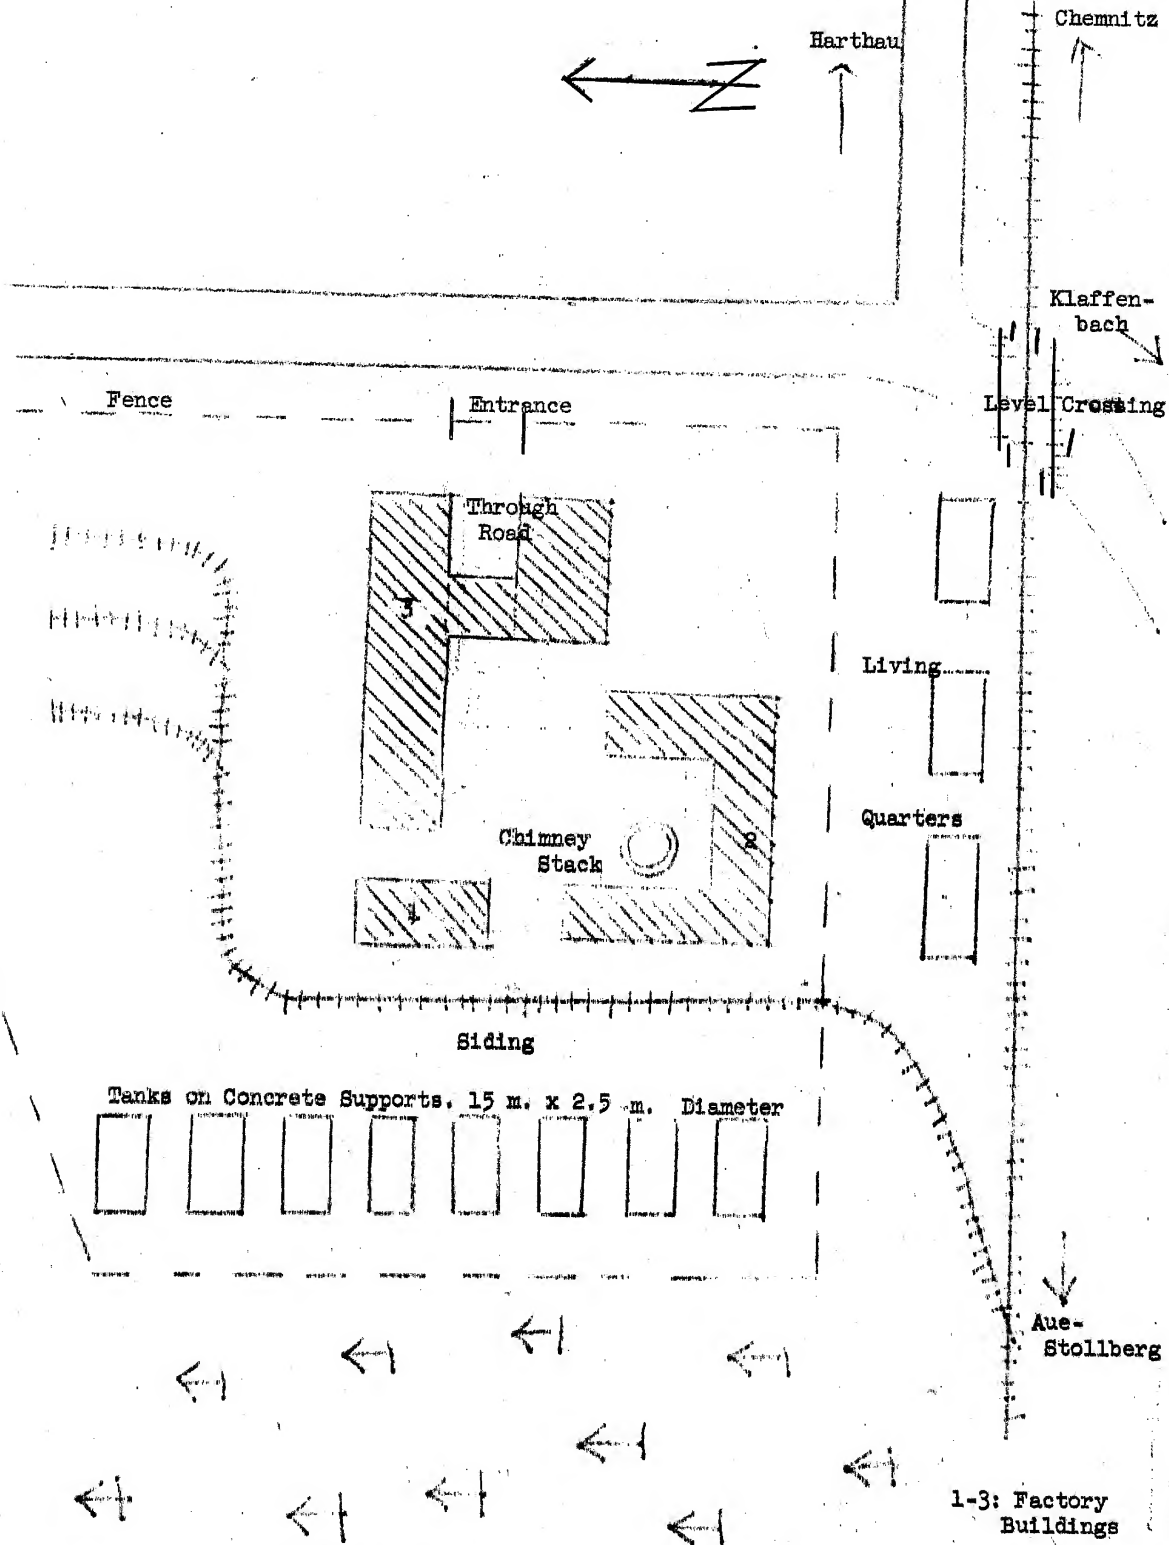 Chemnitz
Harthau
N
Klaffen-
bach
Fence
Entrance
Level Crossing
Through
Road
3
Living
Quarters
Chimney
Stack
2
1
Siding
Tanks on Concrete Supports. 15 m. x 2.5 m. Diameter
Aue-
Stollberg
1-3: Factory
Buildings